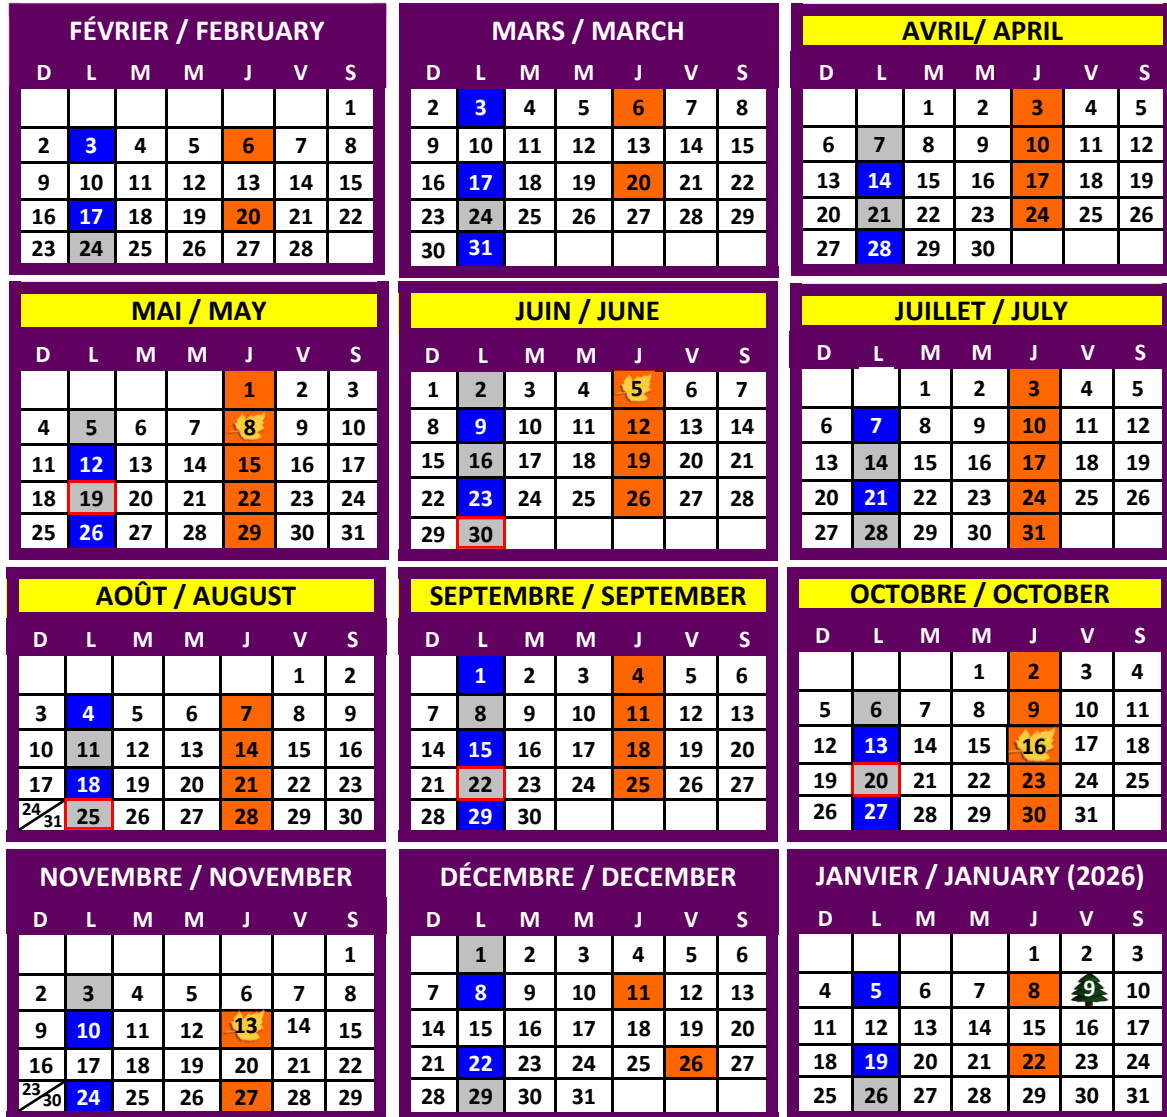 FÉVRIER / FEBRUARY
D L M M J V S
1
2 3 4 5 6 7 8
9 10 11 12 13 14 15
16 17 18 19 20 21 22
23 24 25 26 27 28
MARS / MARCH
D L M M J V S
2 3 4 5 6 7 8
9 10 11 12 13 14 15
16 17 18 19 20 21 22
23 24 25 26 27 28 29
30 31
AVRIL/ APRIL
D L M M J V S
1 2 3 4 5
6 7 8 9 10 11 12
13 14 15 16 17 18 19
20 21 22 23 24 25 26
27 28 29 30
MAI / MAY
D L M M J V S
1 2 3
4 5 6 7 8 9 10
11 12 13 14 15 16 17
18 19 20 21 22 23 24
25 26 27 28 29 30 31
JUIN / JUNE
D L M M J V S
1 2 3 4 5 6 7
8 9 10 11 12 13 14
15 16 17 18 19 20 21
22 23 24 25 26 27 28
29 30
JUILLET / JULY
D L M M J V S
1 2 3 4 5
6 7 8 9 10 11 12
13 14 15 16 17 18 19
20 21 22 23 24 25 26
27 28 29 30 31
AOÛT / AUGUST
D L M M J V S
1 2
3 4 5 6 7 8 9
10 11 12 13 14 15 16
17 18 19 20 21 22 23
24/31 25 26 27 28 29 30
SEPTEMBRE / SEPTEMBER
D L M M J V S
1 2 3 4 5 6
7 8 9 10 11 12 13
14 15 16 17 18 19 20
21 22 23 24 25 26 27
28 29 30
OCTOBRE / OCTOBER
D L M M J V S
1 2 3 4
5 6 7 8 9 10 11
12 13 14 15 16 17 18
19 20 21 22 23 24 25
26 27 28 29 30 31
NOVEMBRE / NOVEMBER
D L M M J V S
1
2 3 4 5 6 7 8
9 10 11 12 13 14 15
16 17 18 19 20 21 22
23/30 24 25 26 27 28 29
DÉCEMBRE / DECEMBER
D L M M J V S
1 2 3 4 5 6
7 8 9 10 11 12 13
14 15 16 17 18 19 20
21 22 23 24 25 26 27
28 29 30 31
JANVIER / JANUARY (2026)
D L M M J V S
1 2 3
4 5 6 7 8 9 10
11 12 13 14 15 16 17
18 19 20 21 22 23 24
25 26 27 28 29 30 31